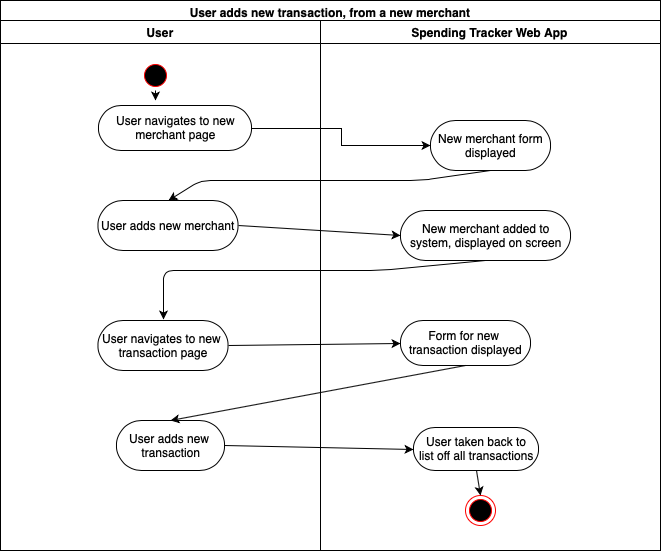 User adds new transaction, from a new merchant
User
Spending Tracker Web App
User navigates to new
merchant page
New merchant form
displayed
User adds new merchant
New merchant added to
system, displayed on screen
User navigates to new
transaction page
Form for new
transaction displayed
User adds new
transaction
User taken back to
list off all transactions